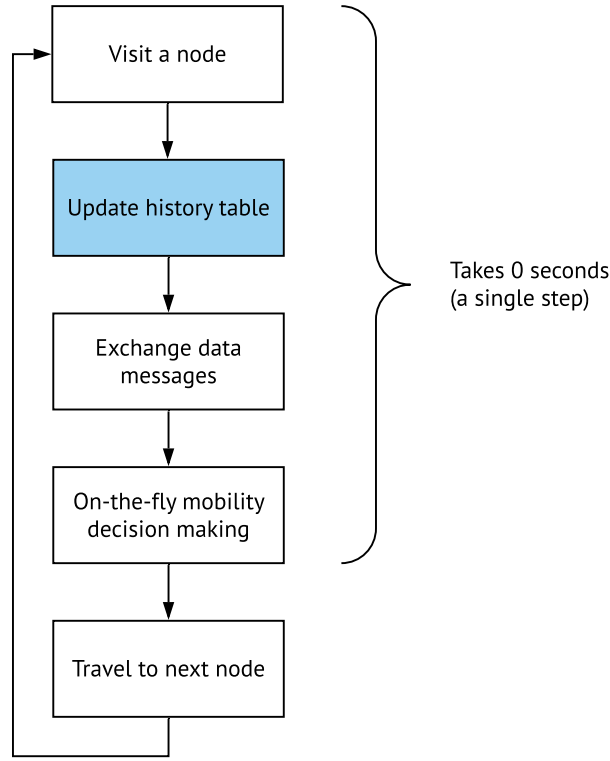 Visit a node
Update history table
Takes 0 seconds
(a single step)
Exchange data
messages
On-the-fly mobility
decision making
Travel to next node